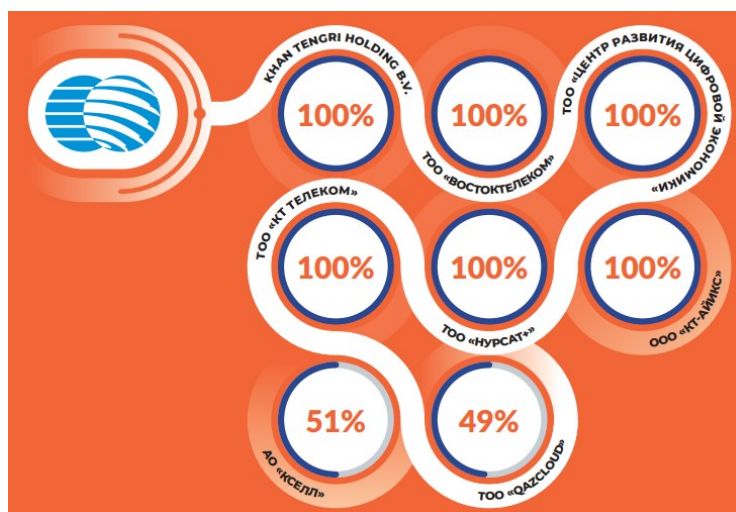 KHAN TENGRI HOLDING B.V.
100%
ТОО «ВОСТОКТЕЛЕКОМ»
100%
ТОО «ЦЕНТР РАЗВИТИЯ ЦИФРОВОЙ ЭКОНОМИКИ»
100%
ТОО «КТ ТЕЛЕКОМ»
100%
ТОО «НУРСАТ+»
100%
ООО «КТ-АЙИКС»
100%
АО «КСЕЛЛ»
51%
ТОО «QAZCLOUD»
49%